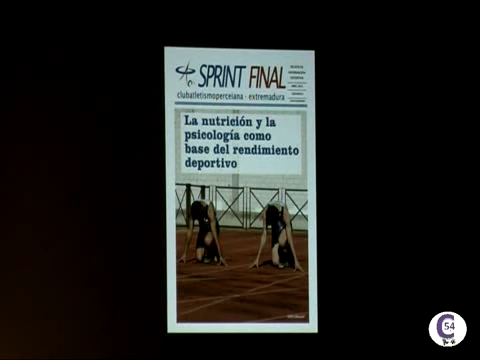 SPRINT FINAL
clubatletismoperceiana - extremadura
La nutrición y la
psicología como
base del rendimiento
deportivo
C 54